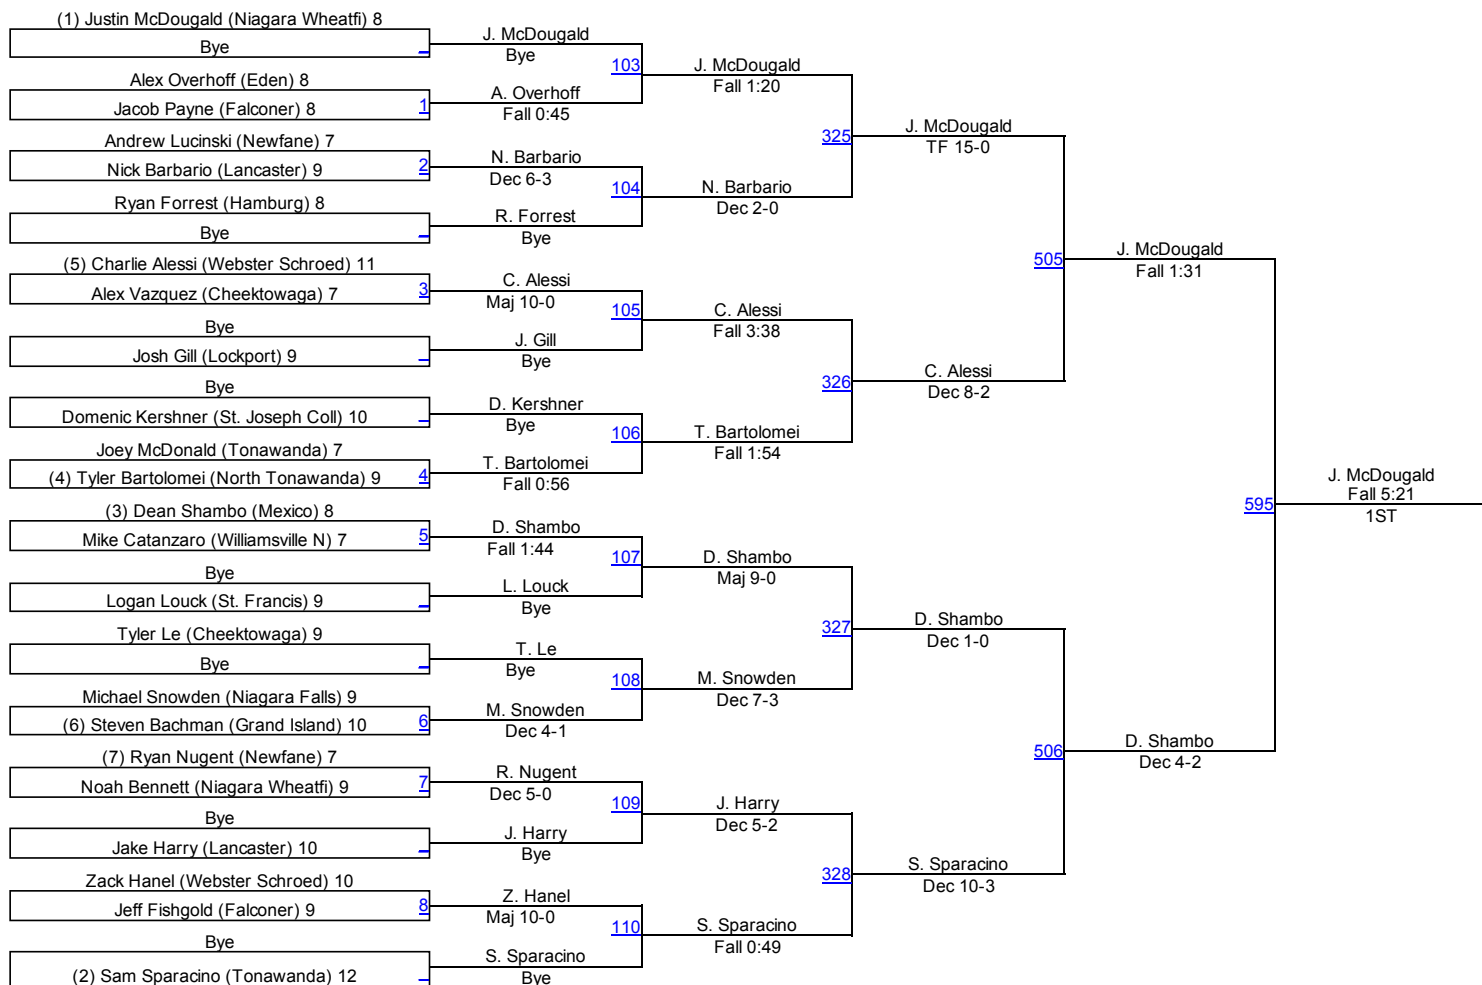 (1) Justin McDougald (Niagara Wheatfi) 8
Bye
Alex Overhoff (Eden) 8
Jacob Payne (Falconer) 8
1
Andrew Lucinski (Newfane) 7
Nick Barbario (Lancaster) 9
2
Ryan Forrest (Hamburg) 8
Bye
(5) Charlie Alessi (Webster Schroed) 11
Alex Vazquez (Cheektowaga) 7
3
Bye
Josh Gill (Lockport) 9
Bye
Domenic Kershner (St. Joseph Coll) 10
Joey McDonald (Tonawanda) 7
(4) Tyler Bartolomei (North Tonawanda) 9
4
(3) Dean Shambo (Mexico) 8
Mike Catanzaro (Williamsville N) 7
5
Bye
Logan Louck (St. Francis) 9
Tyler Le (Cheektowaga) 9
Bye
Michael Snowden (Niagara Falls) 9
(6) Steven Bachman (Grand Island) 10
6
(7) Ryan Nugent (Newfane) 7
Noah Bennett (Niagara Wheatfi) 9
7
Bye
Jake Harry (Lancaster) 10
Zack Hanel (Webster Schroed) 10
Jeff Fishgold (Falconer) 9
8
Bye
(2) Sam Sparacino (Tonawanda) 12
J. McDougald
Bye
103
A. Overhoff
Fall 0:45
N. Barbario
Dec 6-3
104
R. Forrest
Bye
C. Alessi
Maj 10-0
105
J. Gill
Bye
D. Kershner
Bye
106
T. Bartolomei
Fall 0:56
D. Shambo
Fall 1:44
107
L. Louck
Bye
T. Le
Bye
108
M. Snowden
Dec 4-1
R. Nugent
Dec 5-0
109
J. Harry
Bye
Z. Hanel
Maj 10-0
110
S. Sparacino
Bye
J. McDougald
Fall 1:20
325
N. Barbario
Dec 2-0
C. Alessi
Fall 3:38
326
T. Bartolomei
Fall 1:54
D. Shambo
Maj 9-0
327
M. Snowden
Dec 7-3
J. Harry
Dec 5-2
328
S. Sparacino
Fall 0:49
J. McDougald
TF 15-0
505
C. Alessi
Dec 8-2
D. Shambo
Dec 1-0
506
S. Sparacino
Dec 10-3
J. McDougald
Fall 1:31
595
D. Shambo
Dec 4-2
J. McDougald
Fall 5:21
1ST